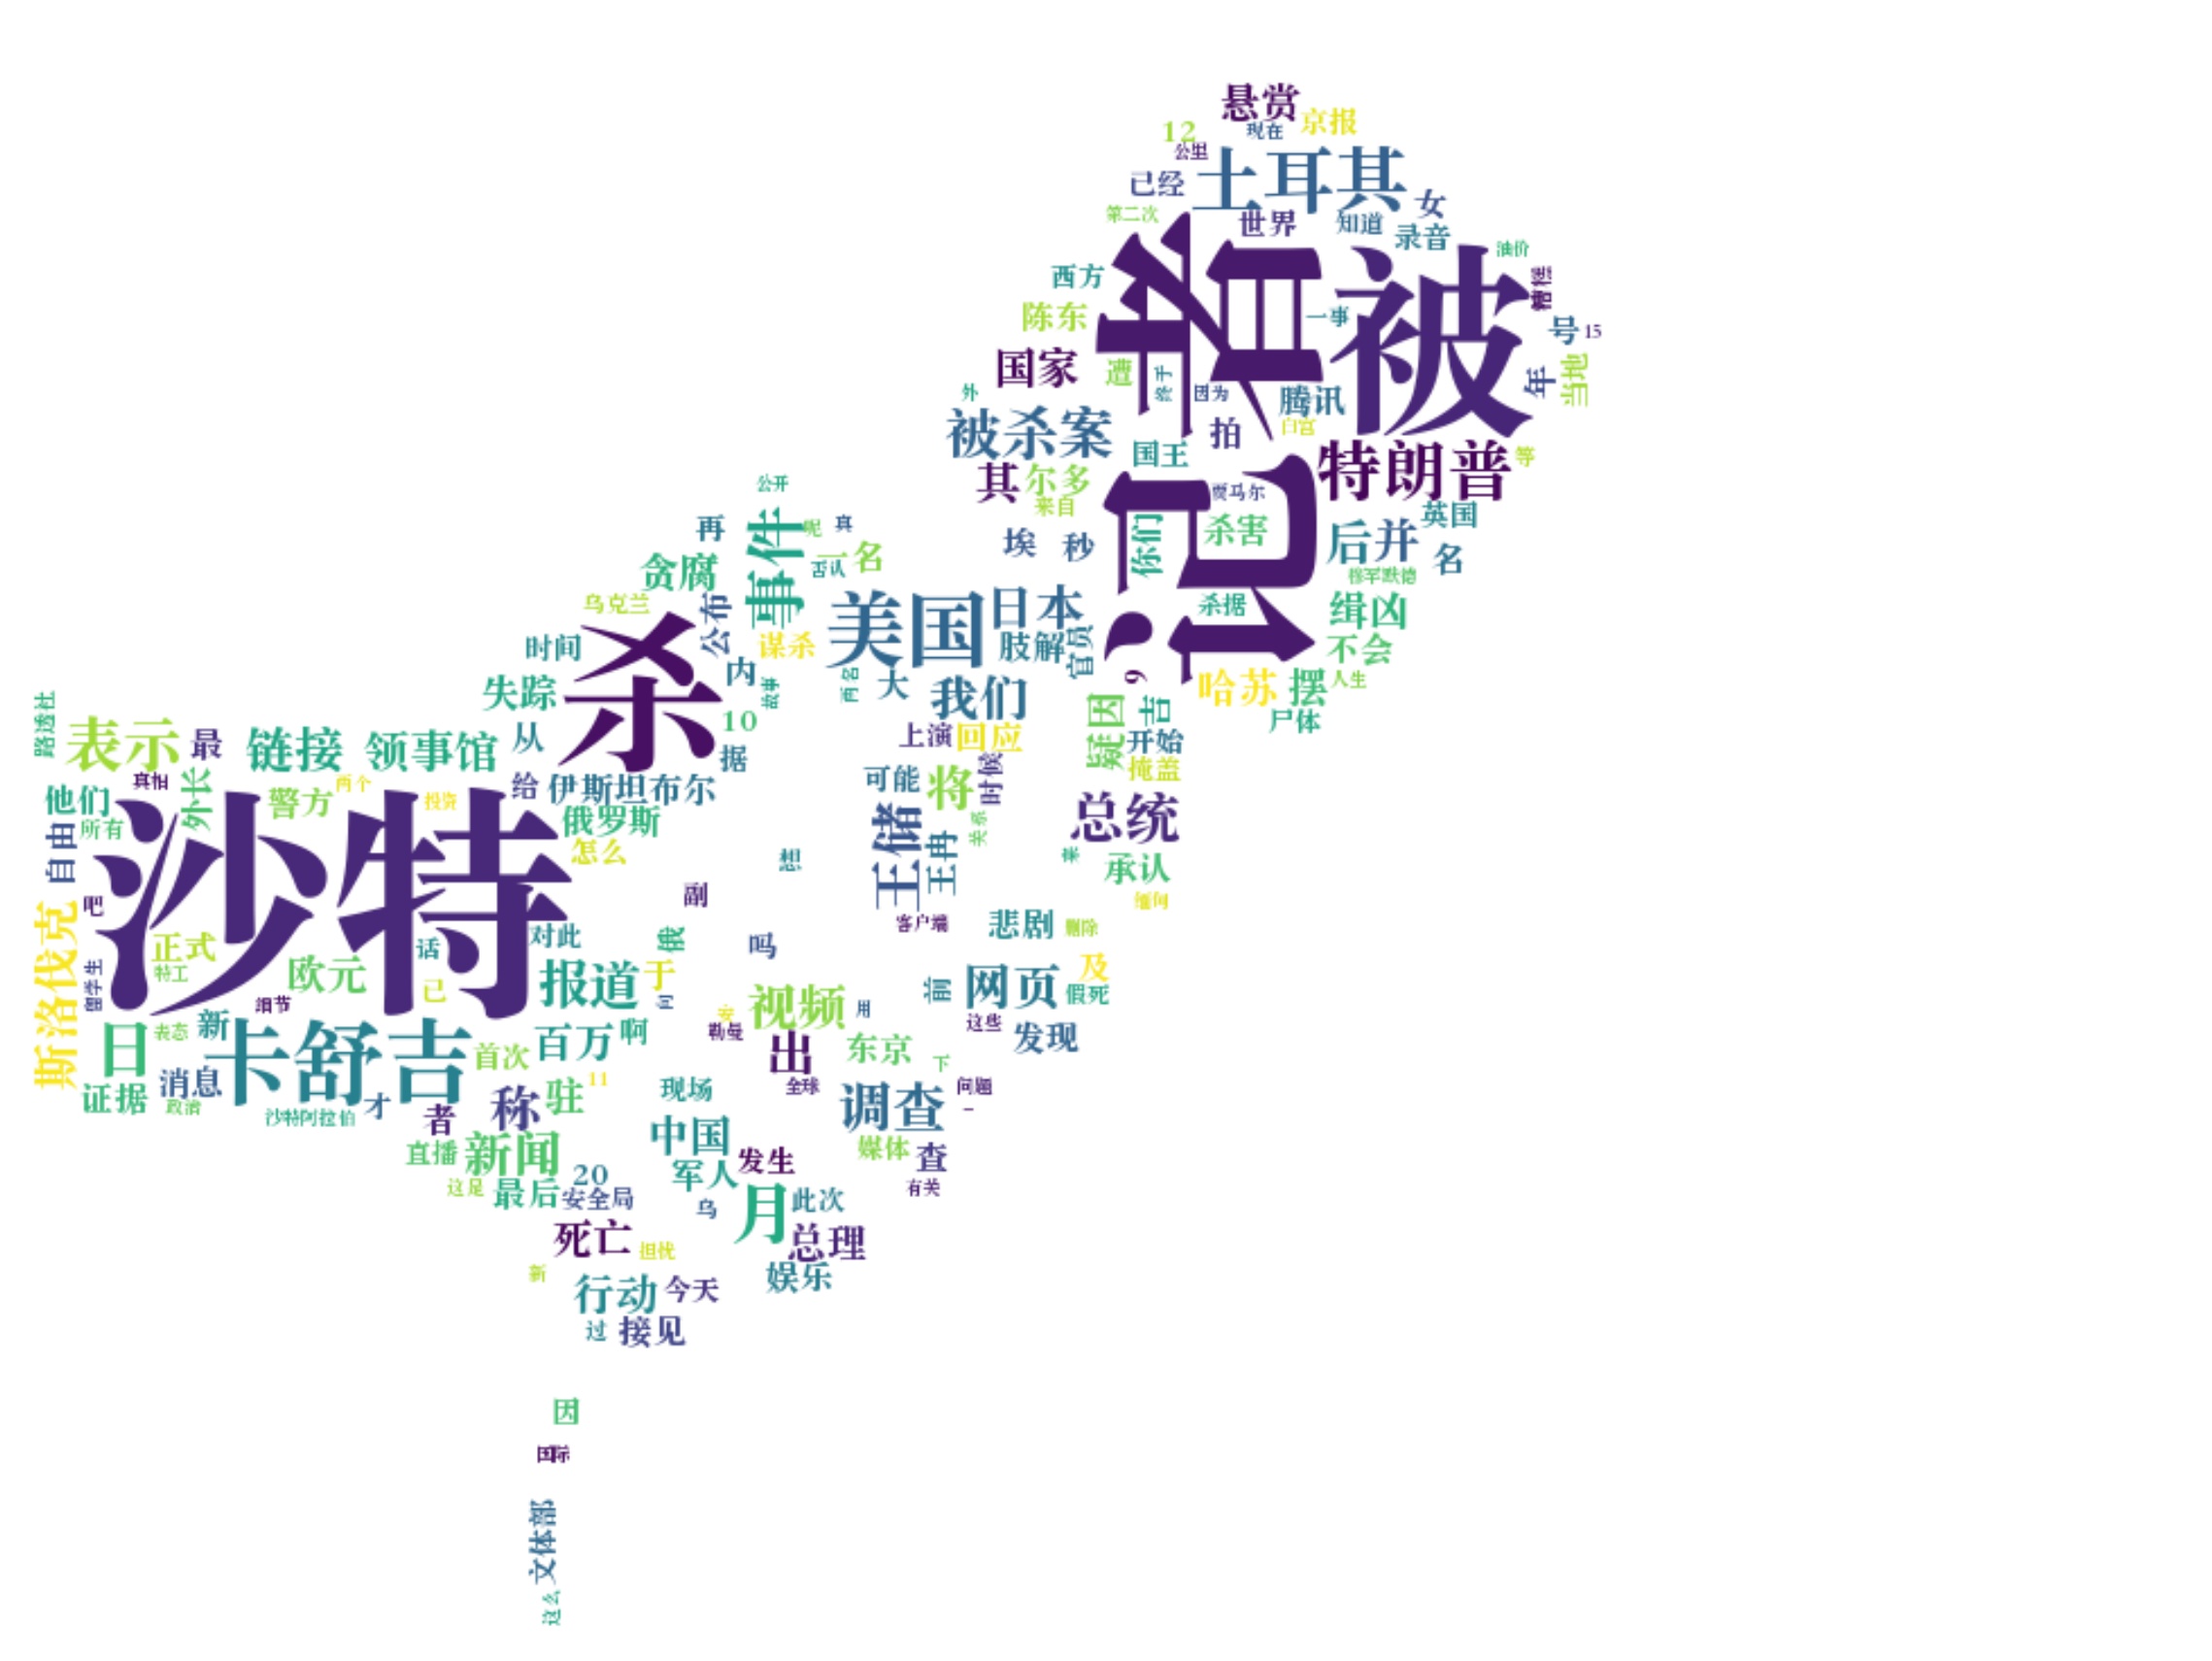 悬赏
12
现在
京报
公里
已经
土耳其
女
第二次
世界
知道
录音
油价
西方
记者
被
陈东
一事
号
15
国家
遭
年
当地
外
终于
因为
腾讯
被杀案
拍
白宫
国王
特朗普
等
其
尔多
来自
贾马尔
公开
再
事件
呢
真
埃
秒
你们
杀害
后
并
英国
名
贪腐
否认
一名
穆罕默德
乌克兰
公布
美国
日本
杀据
缉凶
时间
杀
谋杀
肢解
官员
不会
失踪
内
故事
两名
大
我们
9
哈苏
摆
人生
路透社
表示
最
链接
领事馆
从
10
上演
回应
疑因
吉
尸体
开始
真相
外长
警方
两个
投资
给
伊斯坦布尔
据
可能
将
时候
掩盖
他们
所有
自由
沙特
俄罗斯
怎么
王储
王再
关系
总统
想
承认
吧
副
缅甸
斯洛伐克
正式
话
对此
俄
吗
客户端
悲剧
删除
留学生
特工
欧元
已
报道
于
问
视频
用
前
网页
及
假死
细节
安
勒曼
这些
日
表态
新
卡舒吉
首次
百万
啊
出
东京
下
发现
证据
消息
政治
沙特阿拉伯
才
者
称
驻
11
现场
全球
调查
问题
直播
新闻
中国
发生
媒体
查
这是
最后
20
安全局
军人
乌
月
此次
有关
死亡
担忧
总理
新
行动
今天
娱乐
过
接见
因
国际
文体部
这么